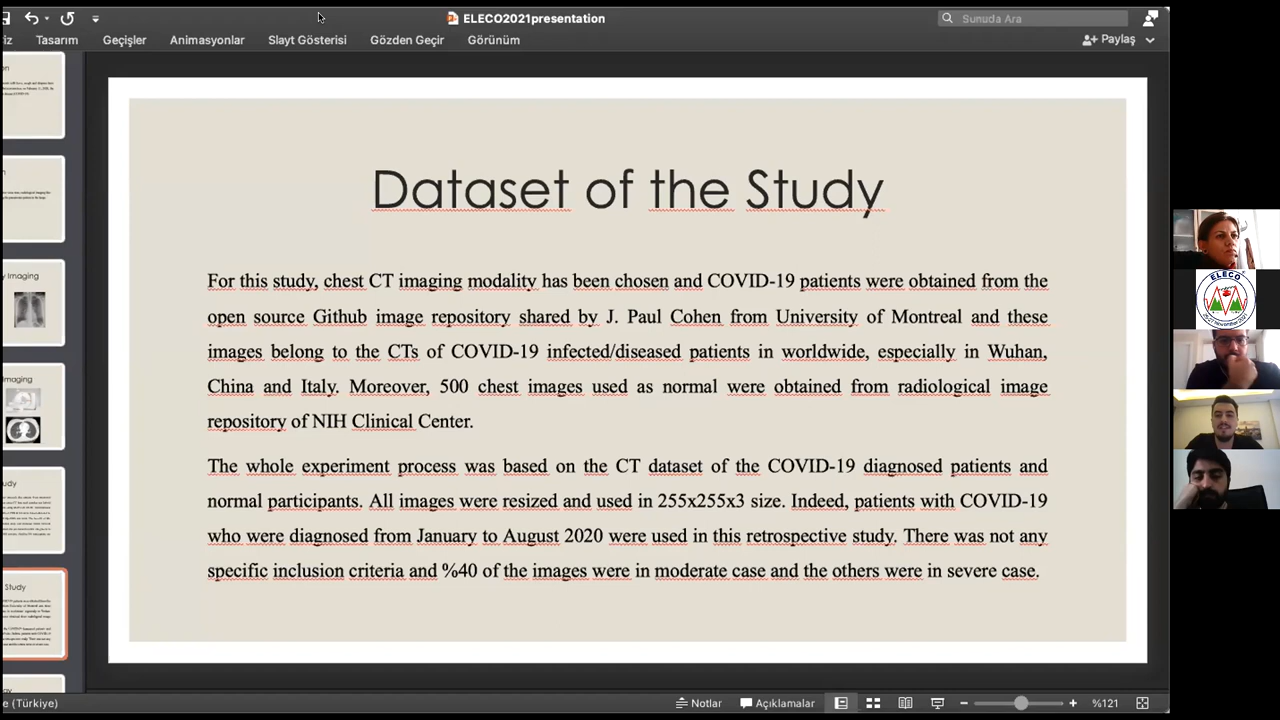 ELECO2021presentation
Sunuda Ara
iz Tasarım Geçişler Animasyonlar Slayt Gösterisi Gözden Geçir Görünüm Paylaş
Dataset of the Study
For this study, chest CT imaging modality has been chosen and COVID-19 patients were obtained from the
open source Github image repository shared by J. Paul Cohen from University of Montreal and these
images belong to the CTs of COVID-19 infected/diseased patients in worldwide, especially in Wuhan,
China and Italy. Moreover, 500 chest images used as normal were obtained from radiological image
repository of NIH Clinical Center.
The whole experiment process was based on the CT dataset of the COVID-19 diagnosed patients and
normal participants. All images were resized and used in 255x255x3 size. Indeed, patients with COVID-19
who were diagnosed from January to August 2020 were used in this retrospective study. There was not any
specific inclusion criteria and %40 of the images were in moderate case and the others were in severe case.
on
n
y Imaging
Imaging
udy
Study
ELECO
e (Türkiye)
Notlar
Açıklamalar
%121